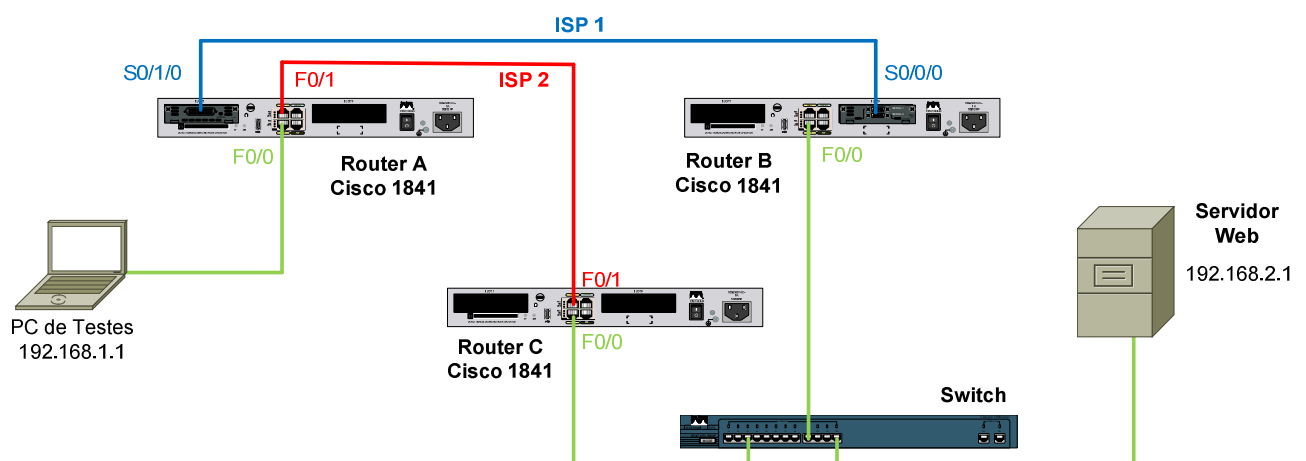 ISP 1
S0/1/0
F0/1
ISP 2
S0/0/0
F0/0
Router A
Cisco 1841
Router B
Cisco 1841
F0/0
Servidor
Web
192.168.2.1
PC de Testes
192.168.1.1
F0/1
Router C
Cisco 1841
F0/0
Switch